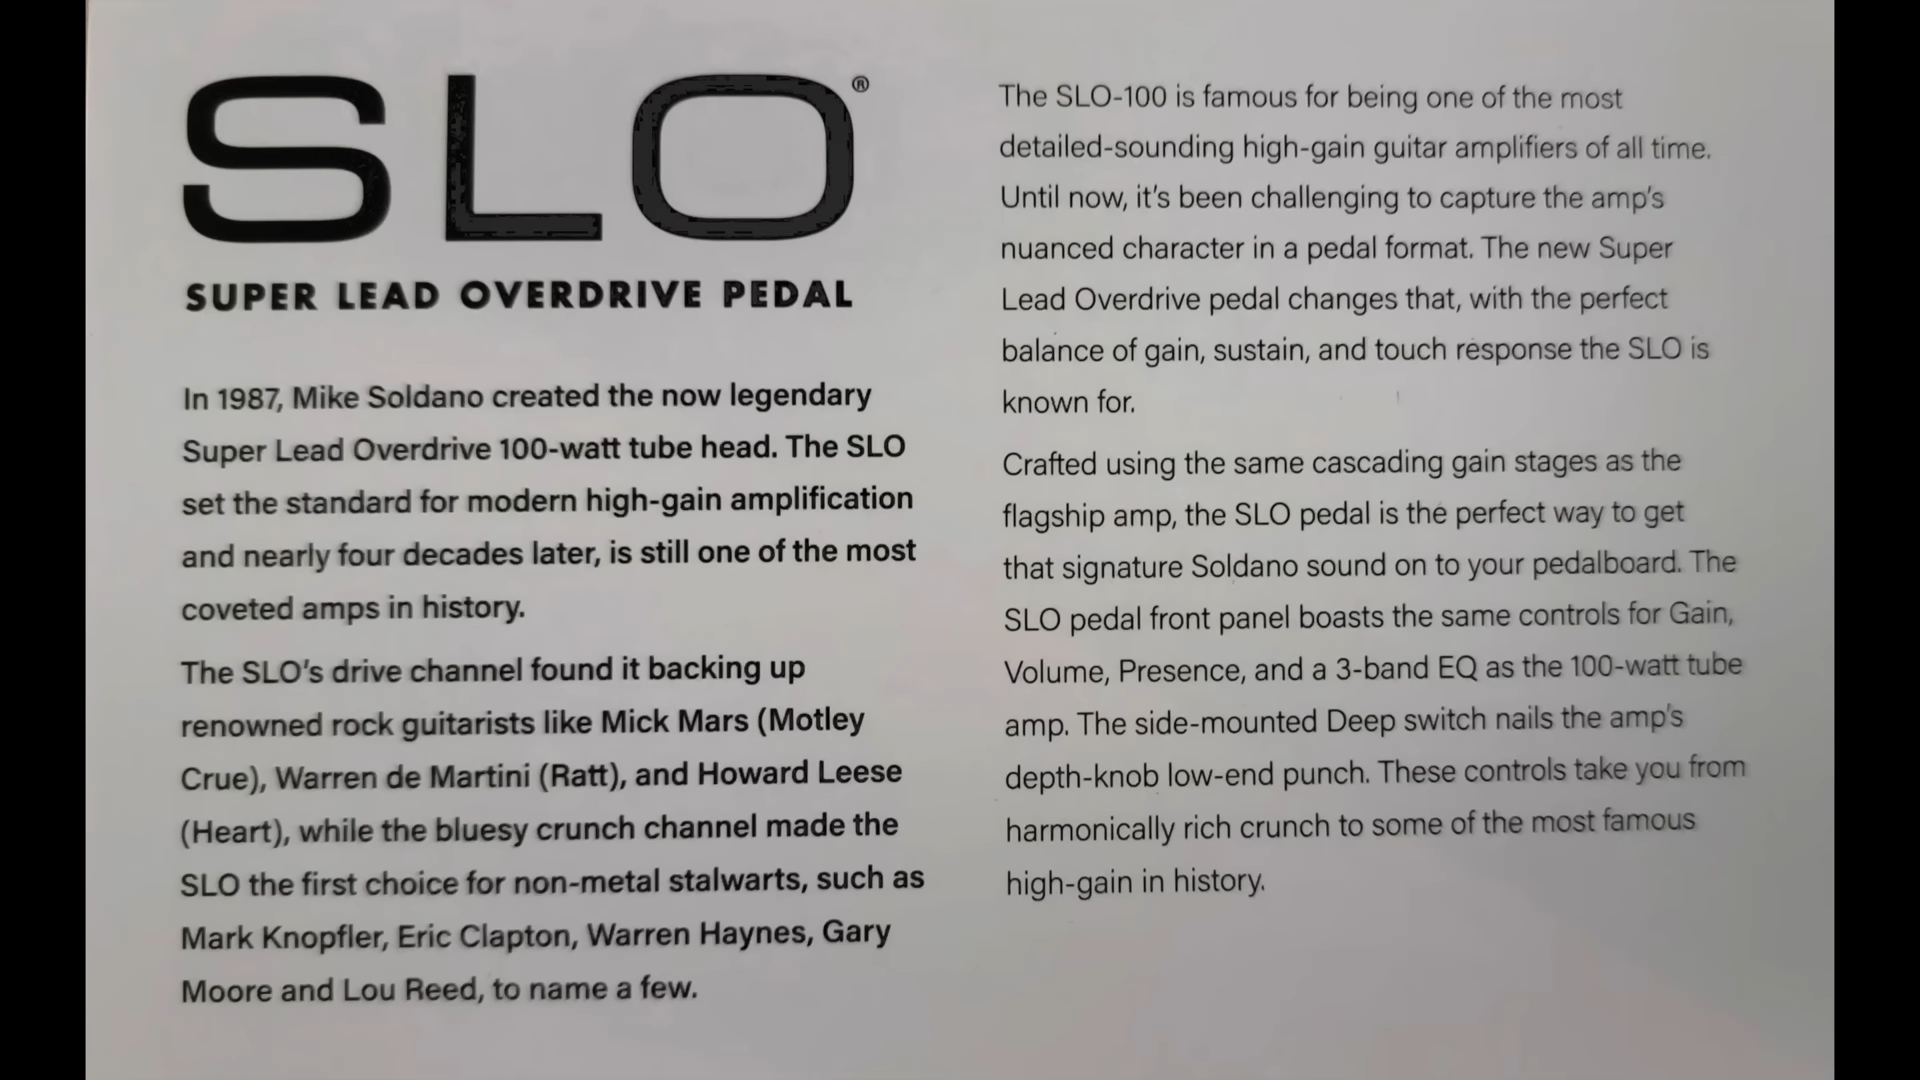 SLO®
SUPER LEAD OVERDRIVE PEDAL
In 1987, Mike Soldano created the now legendary
Super Lead Overdrive 100-watt tube head. The SLO
set the standard for modern high-gain amplification
and nearly four decades later, is still one of the most
coveted amps in history.
The SLO's drive channel found it backing up
renowned rock guitarists like Mick Mars (Motley
Crue), Warren de Martini (Ratt), and Howard Leese
(Heart), while the bluesy crunch channel made the
SLO the first choice for non-metal stalwarts, such as
Mark Knopfler, Eric Clapton, Warren Haynes, Gary
Moore and Lou Reed, to name a few.
The SLO-100 is famous for being one of the most
detailed-sounding high-gain guitar amplifiers of all time.
Until now, it's been challenging to capture the amp's
nuanced character in a pedal format. The new Super
Lead Overdrive pedal changes that, with the perfect
balance of gain, sustain, and touch response the SLO is
known for.
Crafted using the same cascading gain stages as the
flagship amp, the SLO pedal is the perfect way to get
that signature Soldano sound on to your pedalboard. The
SLO pedal front panel boasts the same controls for Gain,
Volume, Presence, and a 3-band EQ as the 100-watt tube
amp. The side-mounted Deep switch nails the amp's
depth-knob low-end punch. These controls take you from
harmonically rich crunch to some of the most famous
high-gain in history.